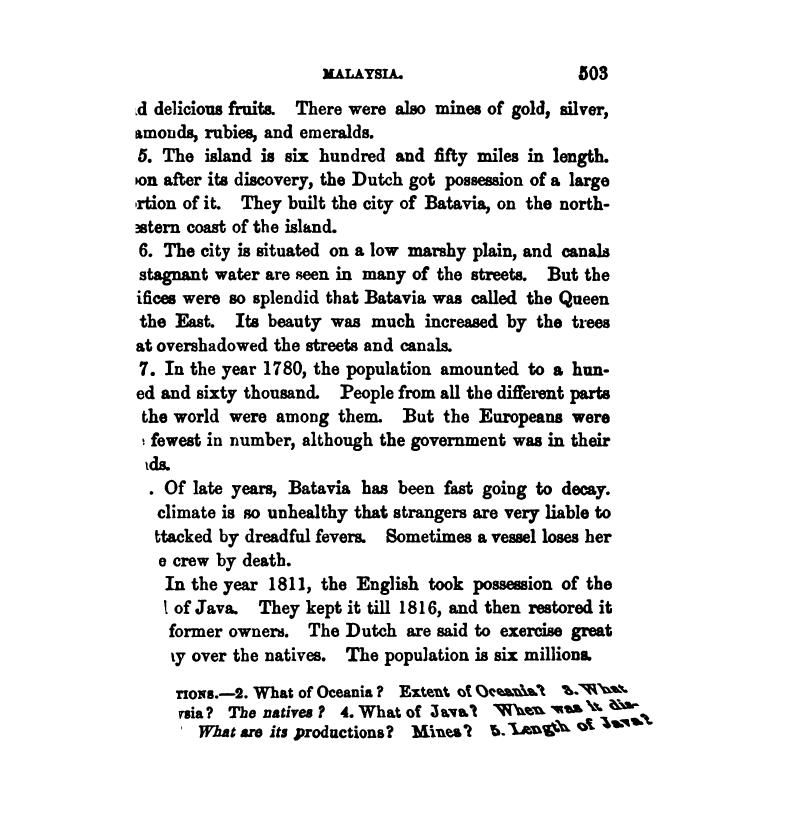 MALAYSIA. 503
d delicious fruits. There were also mines of gold, silver,
amonds, rubies, and emeralds.
5. The island is six hundred and fifty miles in length.
on after its discovery, the Dutch got possession of a large
rtion of it. They built the city of Batavia, on the north-
stern coast of the island.
6. The city is situated on a low marshy plain, and canals
stagnant water are seen in many of the streets. But the
ifices were so splendid that Batavia was called the Queen
the East. Its beauty was much increased by the trees
at overshadowed the streets and canals.
7. In the year 1780, the population amounted to a hun-
ed and sixty thousand. People from all the different parts
the world were among them. But the Europeans were
fewest in number, although the government was in their
ds.
. Of late years, Batavia has been fast going to decay.
climate is so unhealthy that strangers are very liable to
ttacked by dreadful fevers. Sometimes a vessel loses her
e crew by death.
In the year 1811, the English took possession of the
l of Java. They kept it till 1816, and then restored it
former owners. The Dutch are said to exercise great
ty over the natives. The population is six millions.
TIONS.—2. What of Oceania? Extent of Oceania? 3. What
ysia? The natives? 4. What of Java? When was it dis-
What are its productions? Mines? 5. Length of Java?